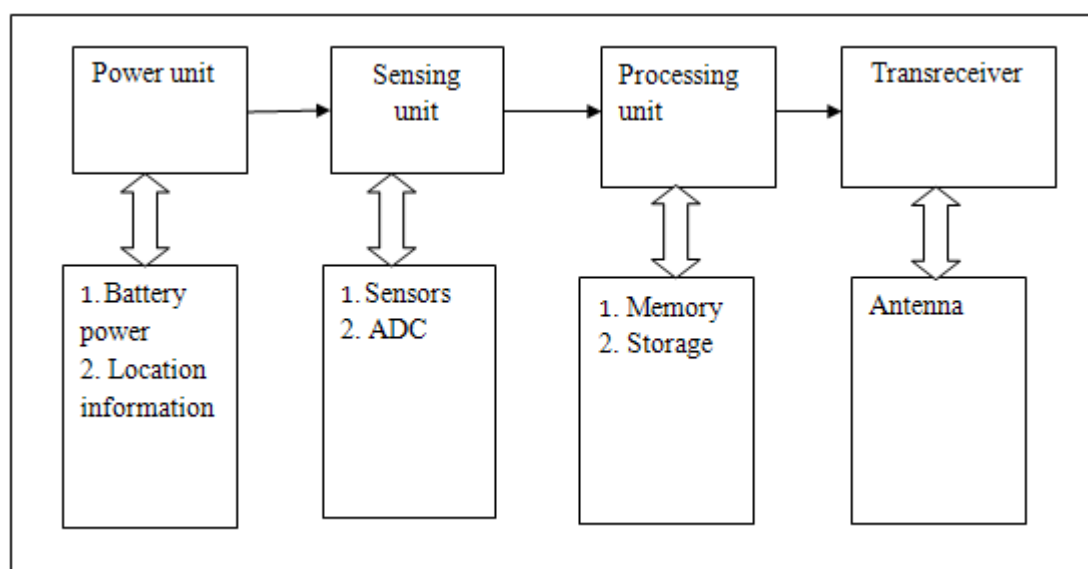 Power unit
Sensing
unit
Processing
unit
Transreceiver
1. Battery
power
2. Location
information
1. Sensors
2. ADC
1. Memory
2. Storage
Antenna